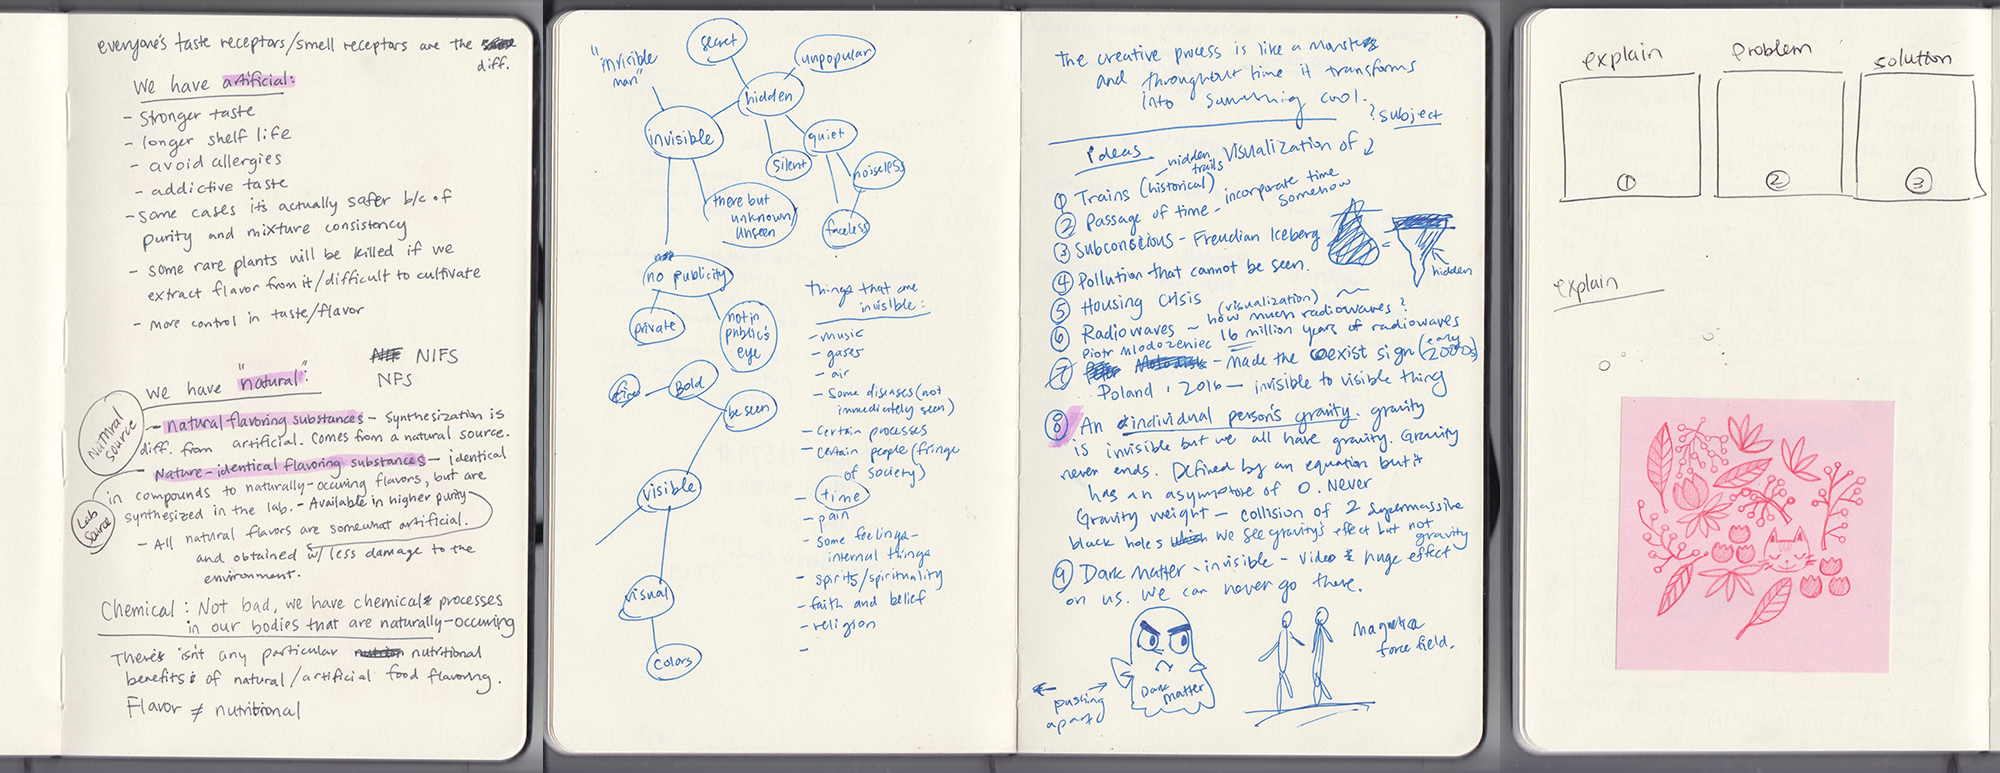 everyone's taste receptors/smell receptors are the
diff.
We have artificial:
- Stronger taste
- longer shelf life
- avoid allergies
- addictive taste
- some cases its actually safer b/c of
purity and mixture consistency
- some rare plants will be killed if we
extract flavor from it/difficult to cultivate
- More control in taste/flavor
NIFS
NFS
We have "natural":
Natural source
- natural flavoring substances - synthesization is
diff. from artificial. Comes from a natural source.
- Nature-identical flavoring substances - identical
in compounds to naturally-occuring flavors, but are
synthesized in the lab. - Available in higher purity
Lab source
- All natural flavors are somewhat artificial.
and obtained w/ less damage to the
environment.
Chemical: Not bad, we have chemical processes
in our bodies that are naturally-occuring
There's isn't any particular nutritional
benefits of natural/artificial food flavoring.
Flavor ≠ nutritional
"invisible
man"
secret
unpopular
hidden
invisible
quiet
silent
noiseless
there but
unknown/
unseen
faceless
no publicity
private
not in
public's
eye
Bold
be seen
visible
visual
colors
Things that are
invisible:
- music
- gases
- air
- Some diseases (not
immediately seen)
- Certain processes
- certain people (fringe
of society)
- time
- pain
- some feelings -
internal things
- spirits/spirituality
- faith and belief
- religion
-
The creative process is like a monster
and throughout time it transforms
into something cool.
? Subject
Ideas
Visualization of
① Trains (historical) - hidden trails
② Passage of time - incorporate time
somehow
③ Subconscious - Freudian Iceberg
=
hidden
④ Pollution that cannot be seen.
⑤ Housing Crisis
(visualization)
⑥ Radiowaves ~ how much radiowaves?
16 million years of radiowaves
Piotr Mlodozeniec
7 - Made the coexist sign (early 2000s)
Poland, 2016 - invisible to visible thing
⑧ An individual person's gravity. gravity
is invisible but we all have gravity. Gravity
never ends. Defined by an equation but it
has an asymptote of 0. Never
Gravity weight - collision of 2 supermassive
black holes we see gravity's effect but not
gravity
⑨ Dark Matter - invisible - Video & huge effect
on us. We can never go there.
Dark Matter
pushing
apart
Magnetic
force field.
explain
problem
solution
①
②
③
explain